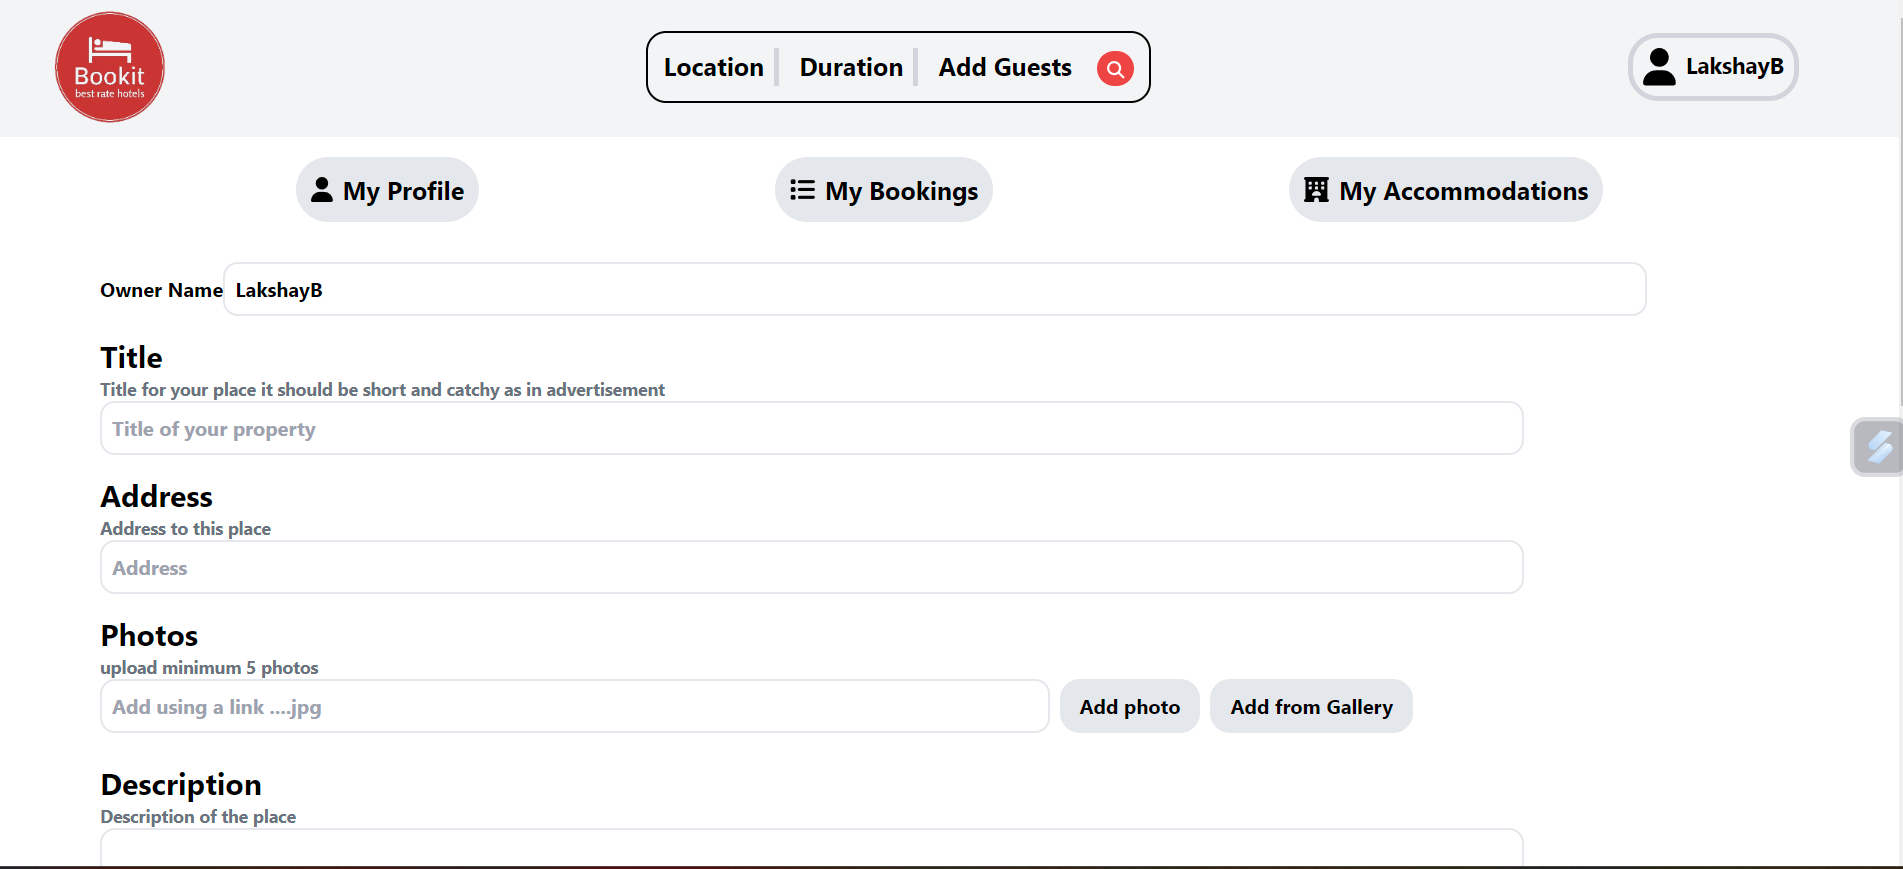 Bookit
best rate hotels
Location Duration Add Guests
LakshayB
My Profile My Bookings My Accommodations
Owner Name LakshayB
Title
Title for your place it should be short and catchy as in advertisement
Title of your property
Address
Address to this place
Address
Photos
upload minimum 5 photos
Add using a link ....jpg Add photo Add from Gallery
Description
Description of the place